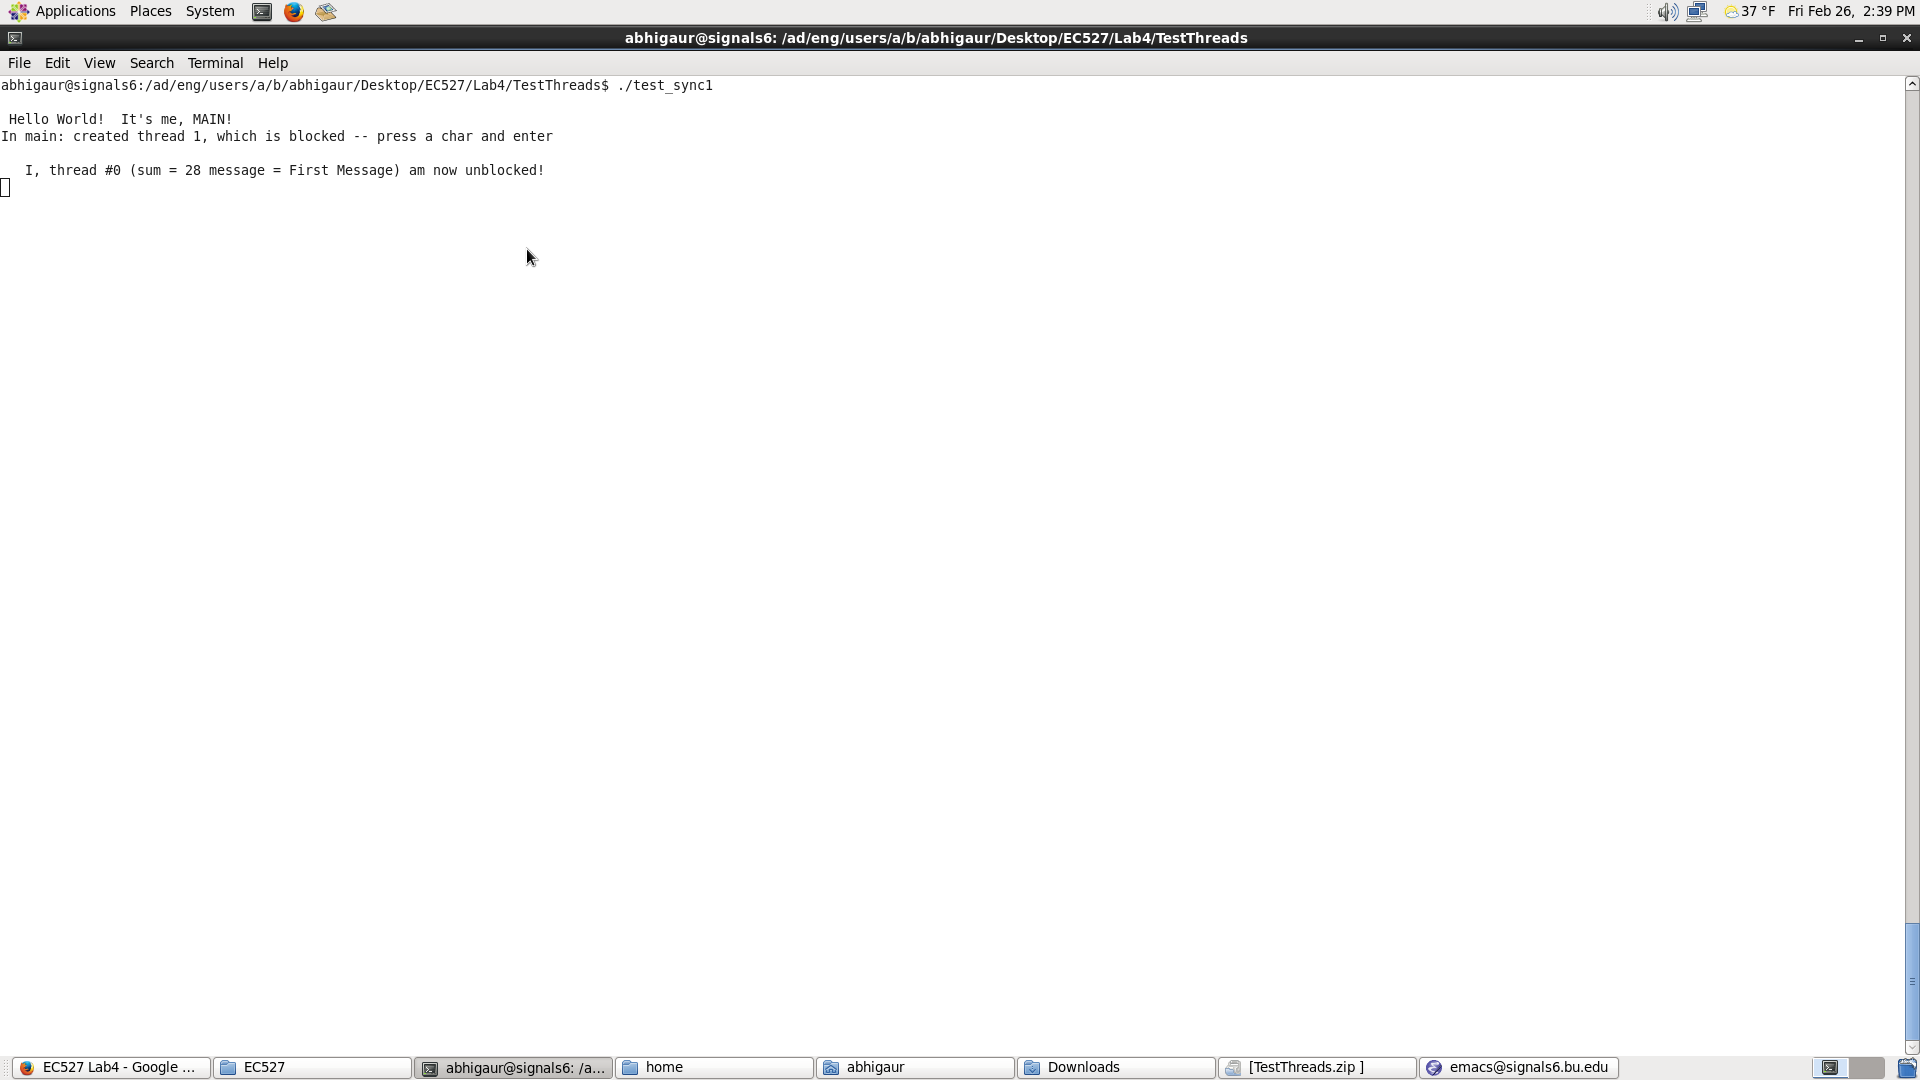 Applications Places System 37 °F Fri Feb 26, 2:39 PM
abhigaur@signals6: /ad/eng/users/a/b/abhigaur/Desktop/EC527/Lab4/TestThreads
File Edit View Search Terminal Help
abhigaur@signals6:/ad/eng/users/a/b/abhigaur/Desktop/EC527/Lab4/TestThreads$ ./test_sync1
Hello World!  It's me, MAIN!
In main: created thread 1, which is blocked -- press a char and enter
I, thread #0 (sum = 28 message = First Message) am now unblocked!
EC527 Lab4 - Google ... EC527 abhigaur@signals6: /a... home abhigaur Downloads [TestThreads.zip ] emacs@signals6.bu.edu